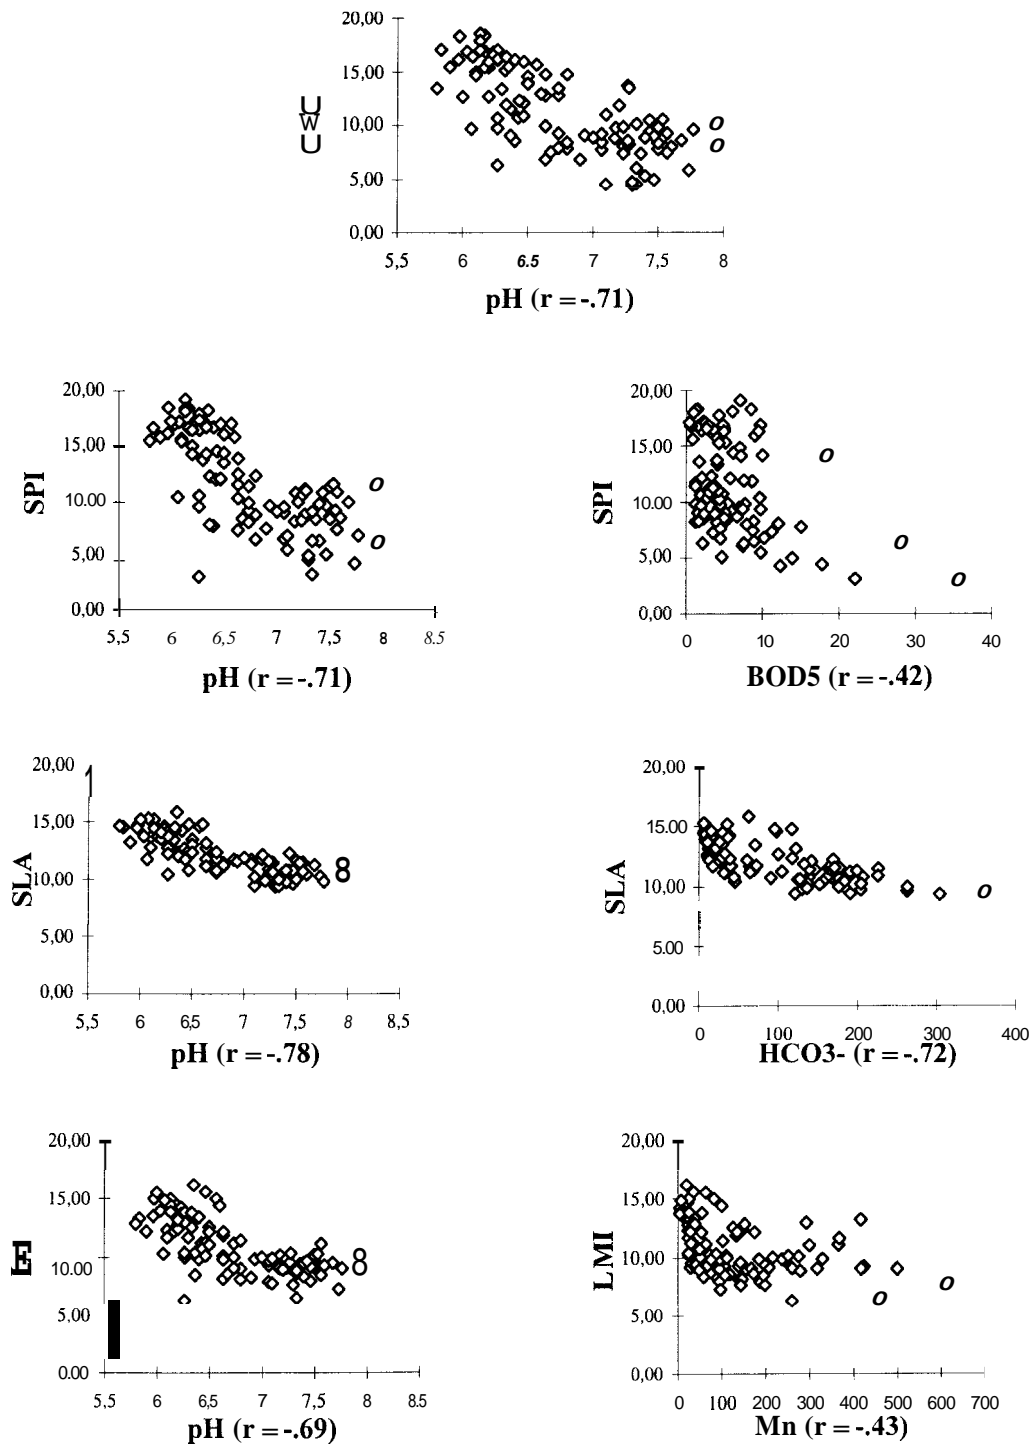 20,00
15,00
10,00
5,00
0,00
U
W
U
5,5 6 6.5 7 7,5 8
pH (r = -.71)
20,00
15,00
10.00
5,00
0,00
SPI
5,5 6 6,5 7 7,5 8 8.5
pH (r = -.71)
20,00
15,00
10,00
5,00
0,00
SPI
0 10 20 30 40
BOD5 (r = -.42)
20,00
15,00
10.00
5,00
0,00
SLA
5,5 6 6,5 7 7,5 8 8,5
pH (r = -.78)
20,00
15,00
10,00
5.00
0.00
SLA
0 100 200 300 400
HCO3- (r = -.72)
20,00
15,00
10.00
5,00
0.00
5,5 6 6,5 7 7,5 8 8.5
pH (r = -.69)
20,00
15,00
10,00
5,00
0,00
LMI
0 100 200 300 400 500 600 700
Mn (r = -.43)